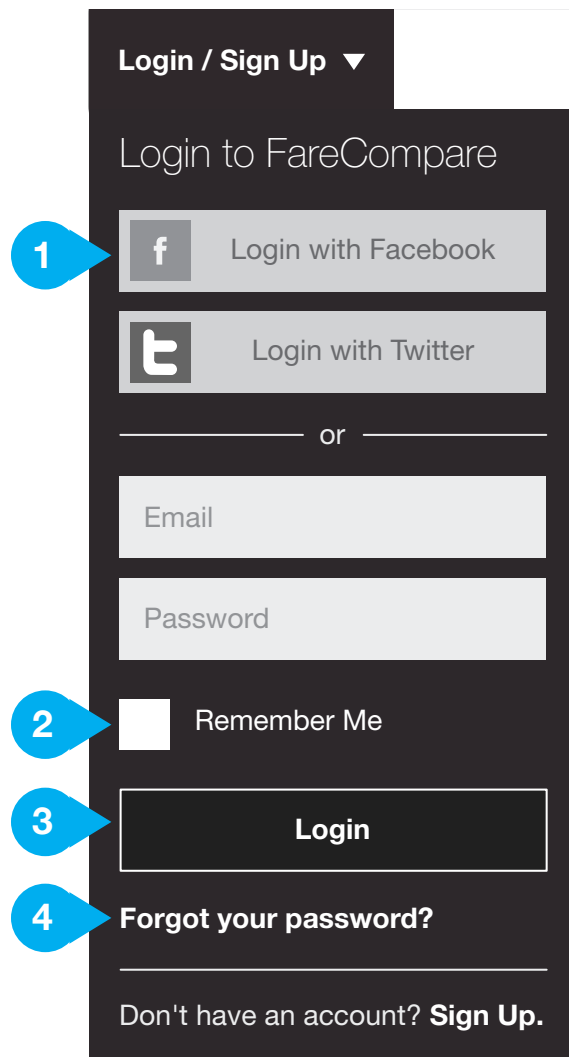 Login / Sign Up
Login to FareCompare
1
f Login with Facebook
t Login with Twitter
or
Email
Password
2 Remember Me
3 Login
4 Forgot your password?
Don't have an account? Sign Up.